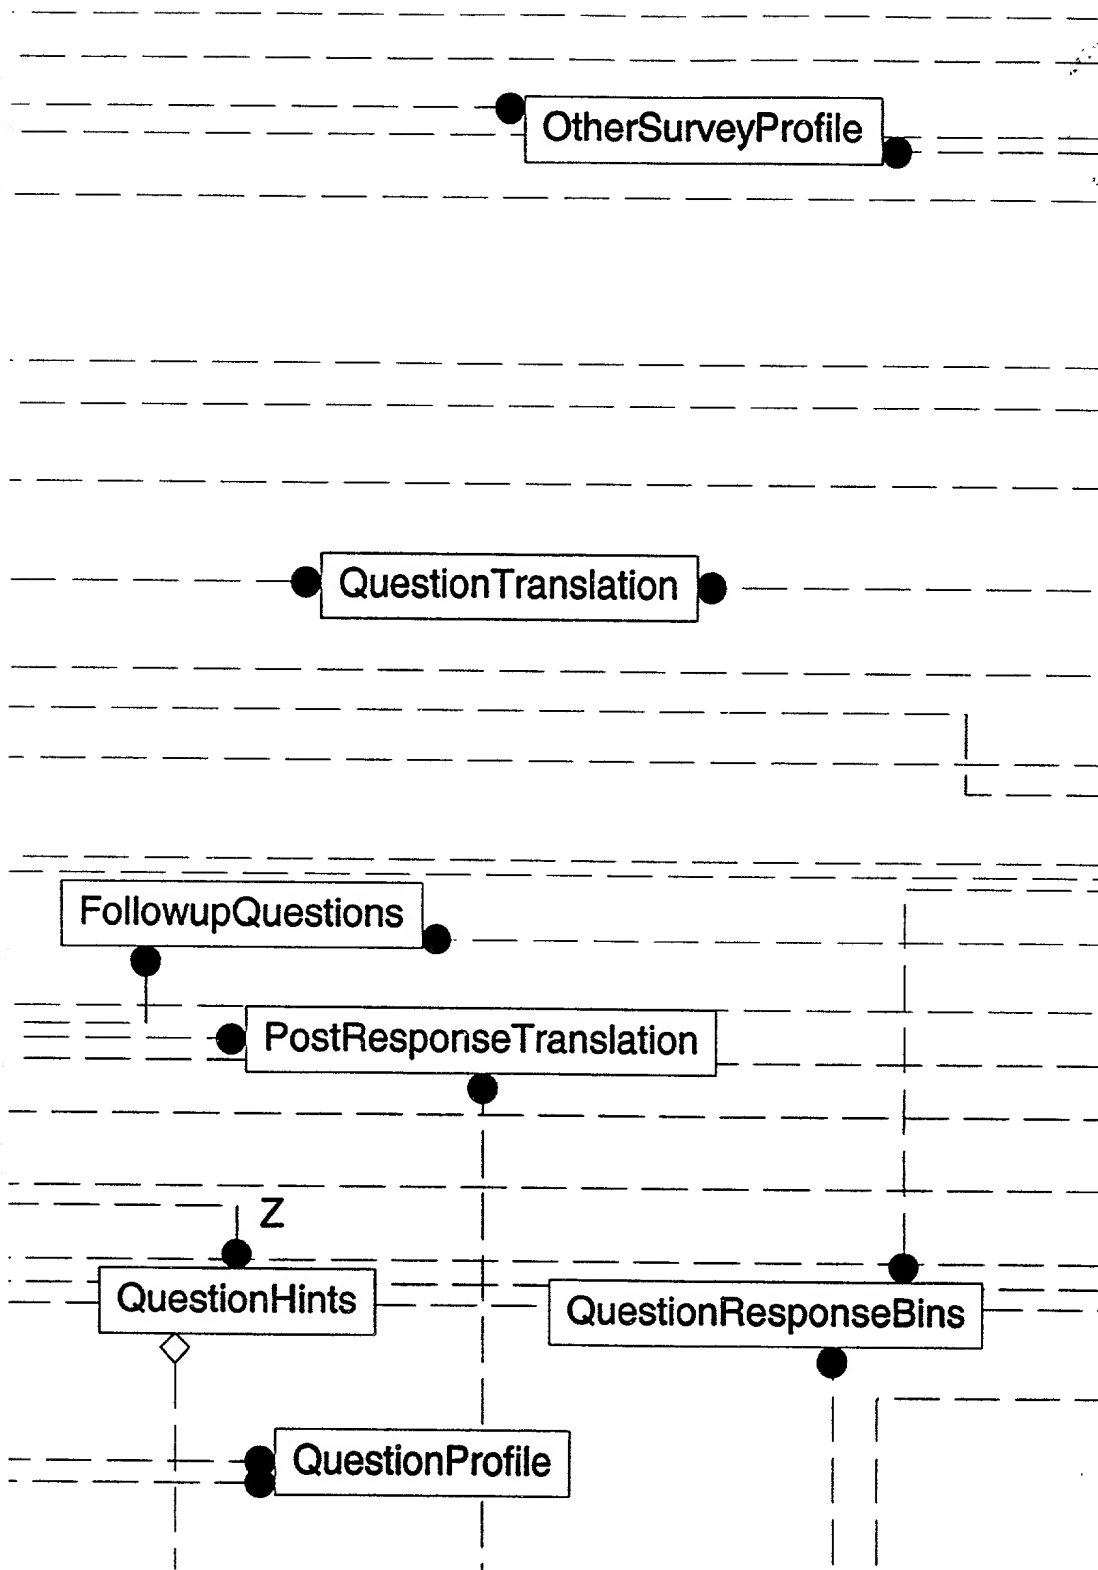 OtherSurveyProfile
QuestionTranslation
FollowupQuestions
PostResponseTranslation
Z
QuestionHints
QuestionResponseBins
QuestionProfile